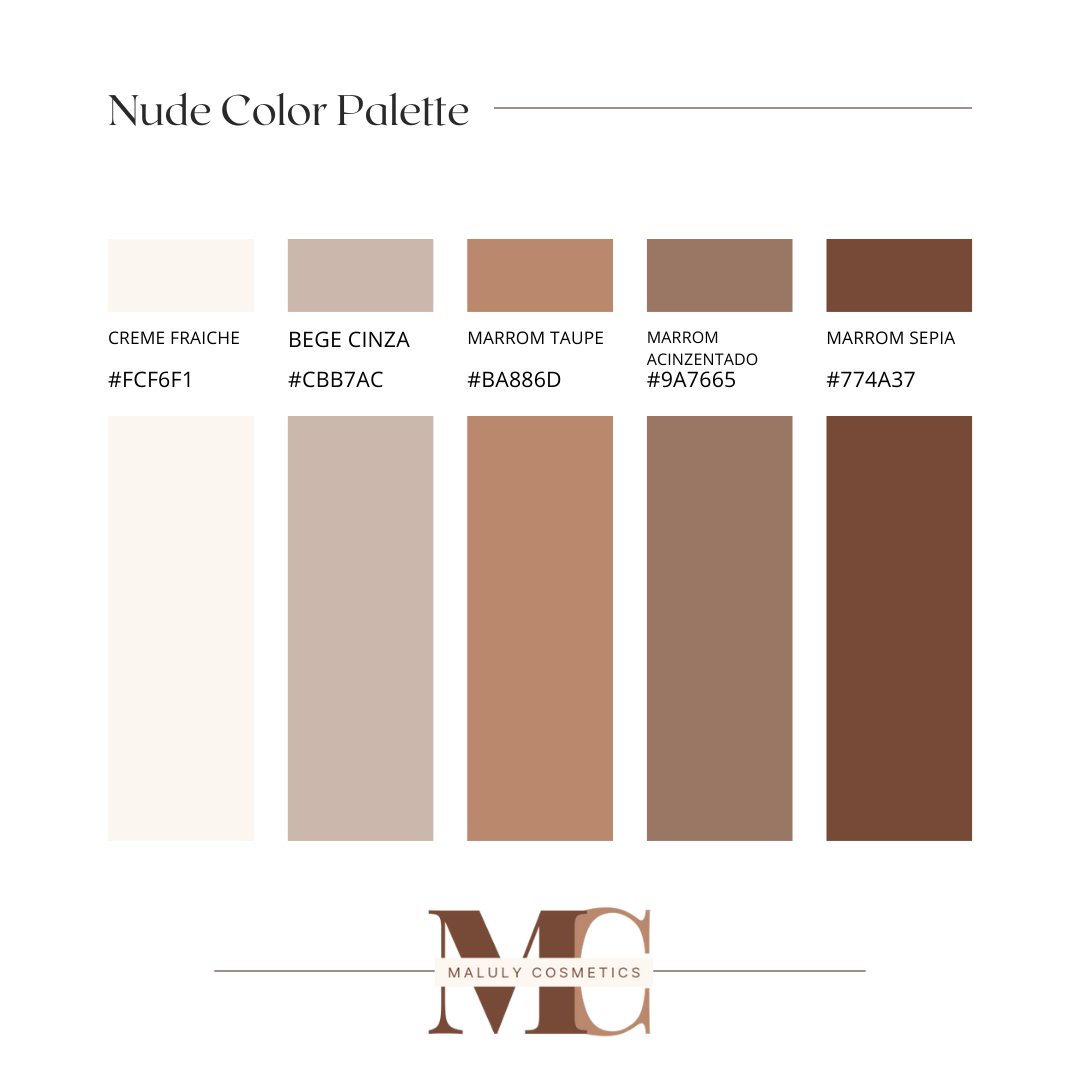 Nude Color Palette
CREME FRAICHE
BEGE CINZA
MARROM TAUPE
MARROM
ACINZENTADO
MARROM SEPIA
#FCF6F1
#CBB7AC
#BA886D
#9A7665
#774A37
MC
MALULY COSMETICS